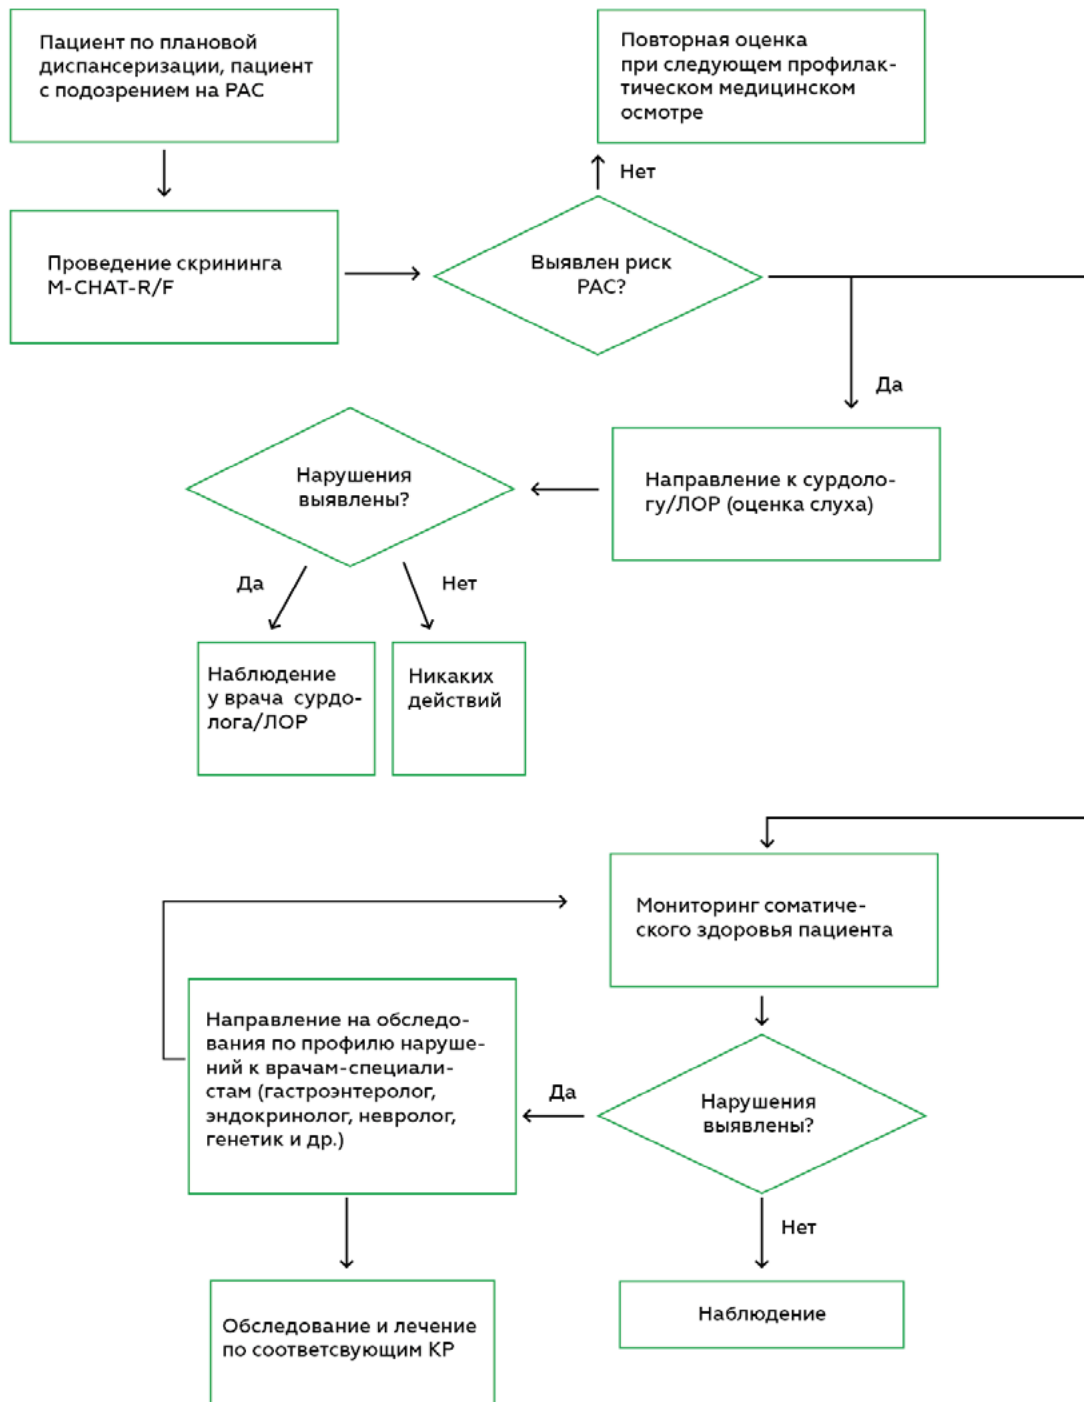 Пациент по плановой
диспансеризации, пациент
с подозрением на РАС
Повторная оценка
при следующем профилак-
тическом медицинском
осмотре
Нет
Проведение скрининга
M-CHAT-R/F
Выявлен риск
РАС?
Да
Нарушения
выявлены?
Направление к сурдоло-
гу/ЛОР (оценка слуха)
Да
Нет
Наблюдение
у врача сурдо-
лога/ЛОР
Никаких
действий
Мониторинг соматиче-
ского здоровья пациента
Направление на обследо-
вания по профилю наруше-
ний к врачам-специали-
стам (гастроэнтеролог,
эндокринолог, невролог,
генетик и др.)
Да
Нарушения
выявлены?
Нет
Обследование и лечение
по соответсвующим КР
Наблюдение